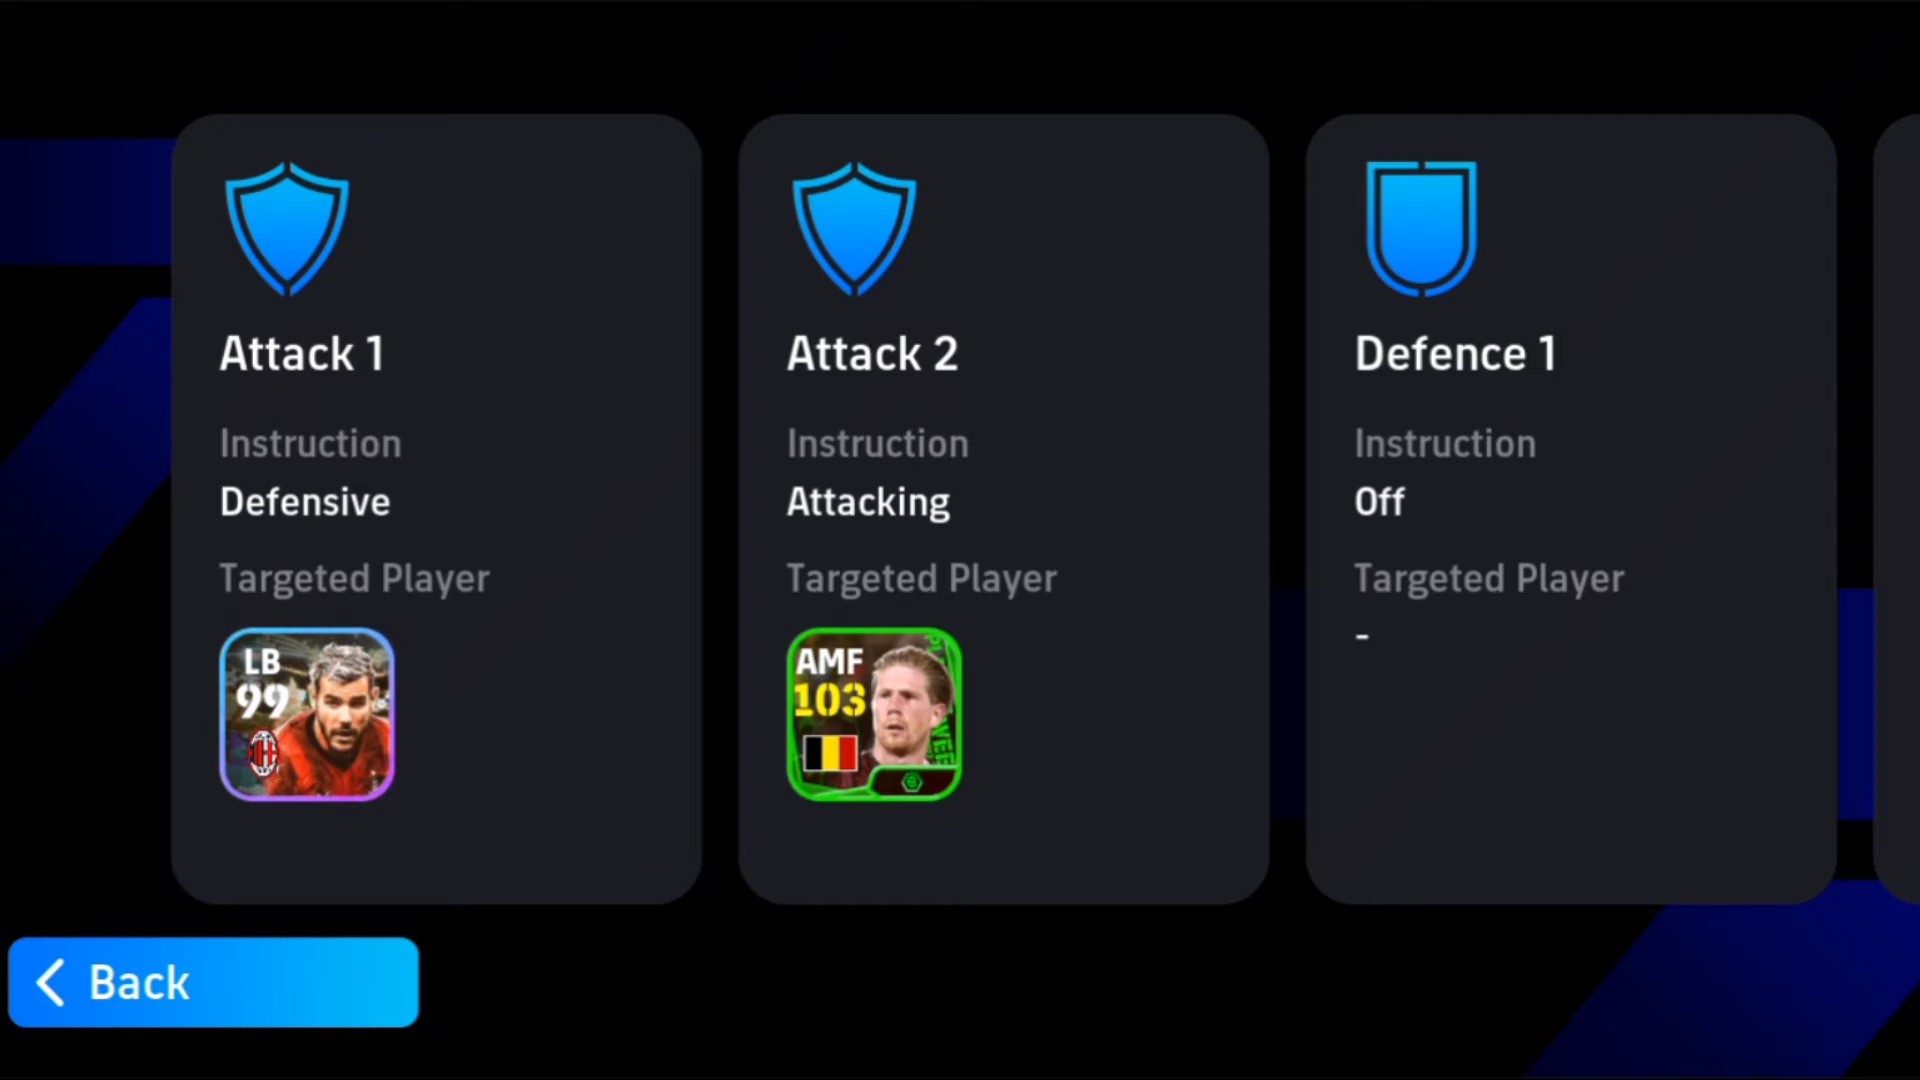 Attack 1
Instruction
Defensive
Targeted Player
LB
99
Attack 2
Instruction
Attacking
Targeted Player
AMF
103
Defence 1
Instruction
Off
Targeted Player
-
Back